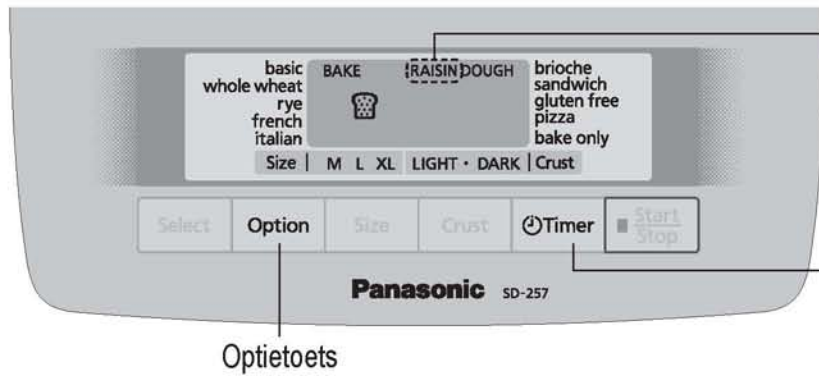 basic BAKE RAISIN DOUGH brioche
whole wheat sandwich
rye gluten free
french pizza
italian bake only
Size | M L XL LIGHT · DARK | Crust
Select Option Size Crust Timer Start
Stop
Panasonic SD-257
Optietoets